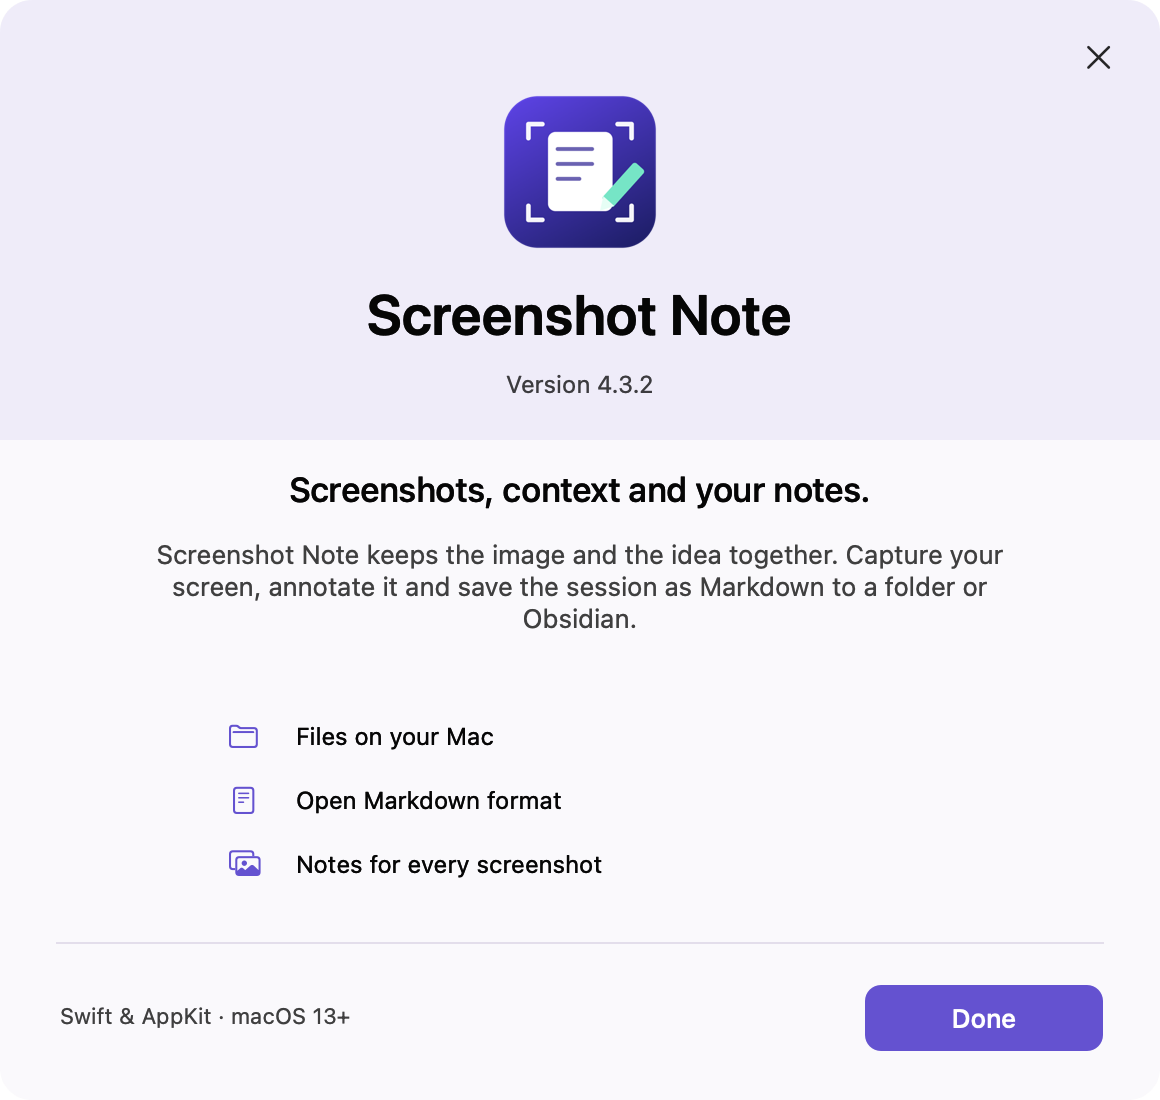 Screenshot Note
Version 4.3.2
Screenshots, context and your notes.
Screenshot Note keeps the image and the idea together. Capture your
screen, annotate it and save the session as Markdown to a folder or
Obsidian.
Files on your Mac
Open Markdown format
Notes for every screenshot
Swift & AppKit · macOS 13+
Done